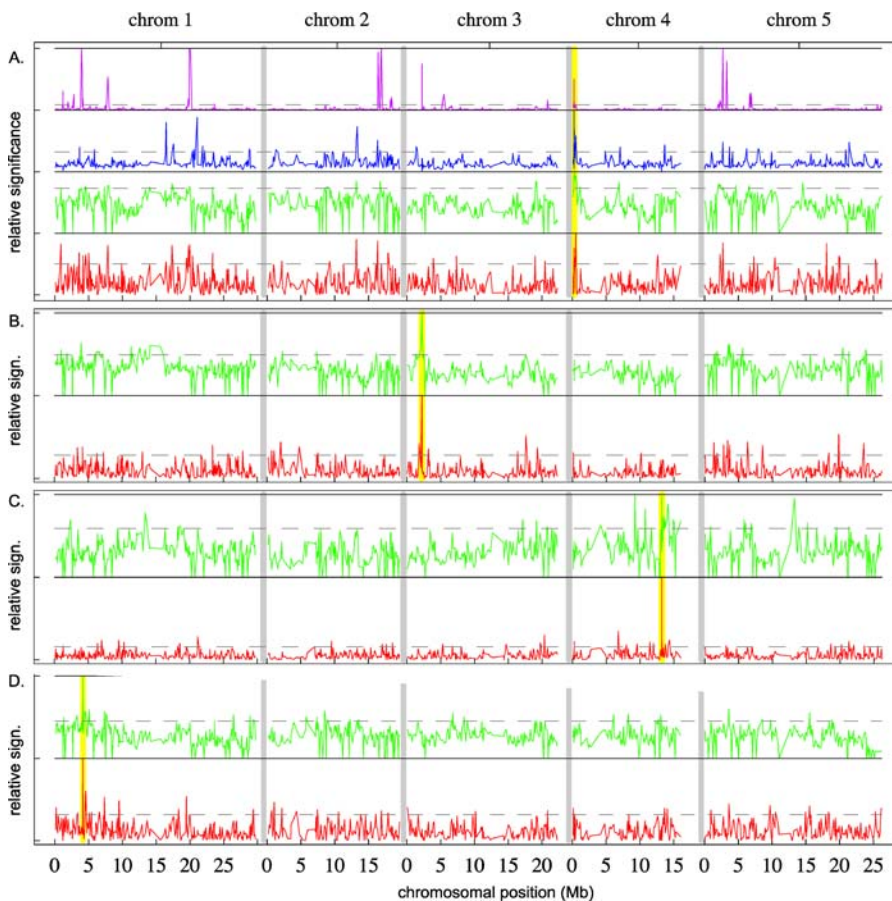 chrom 1 chrom 2 chrom 3 chrom 4 chrom 5
A.
relative significance
B.
relative sign.
C.
relative sign.
D.
relative sign.
0 5 10 15 20 25 0 5 10 15 0 5 10 15 20 0 5 10 15 0 5 10 15 20 25
chromosomal position (Mb)